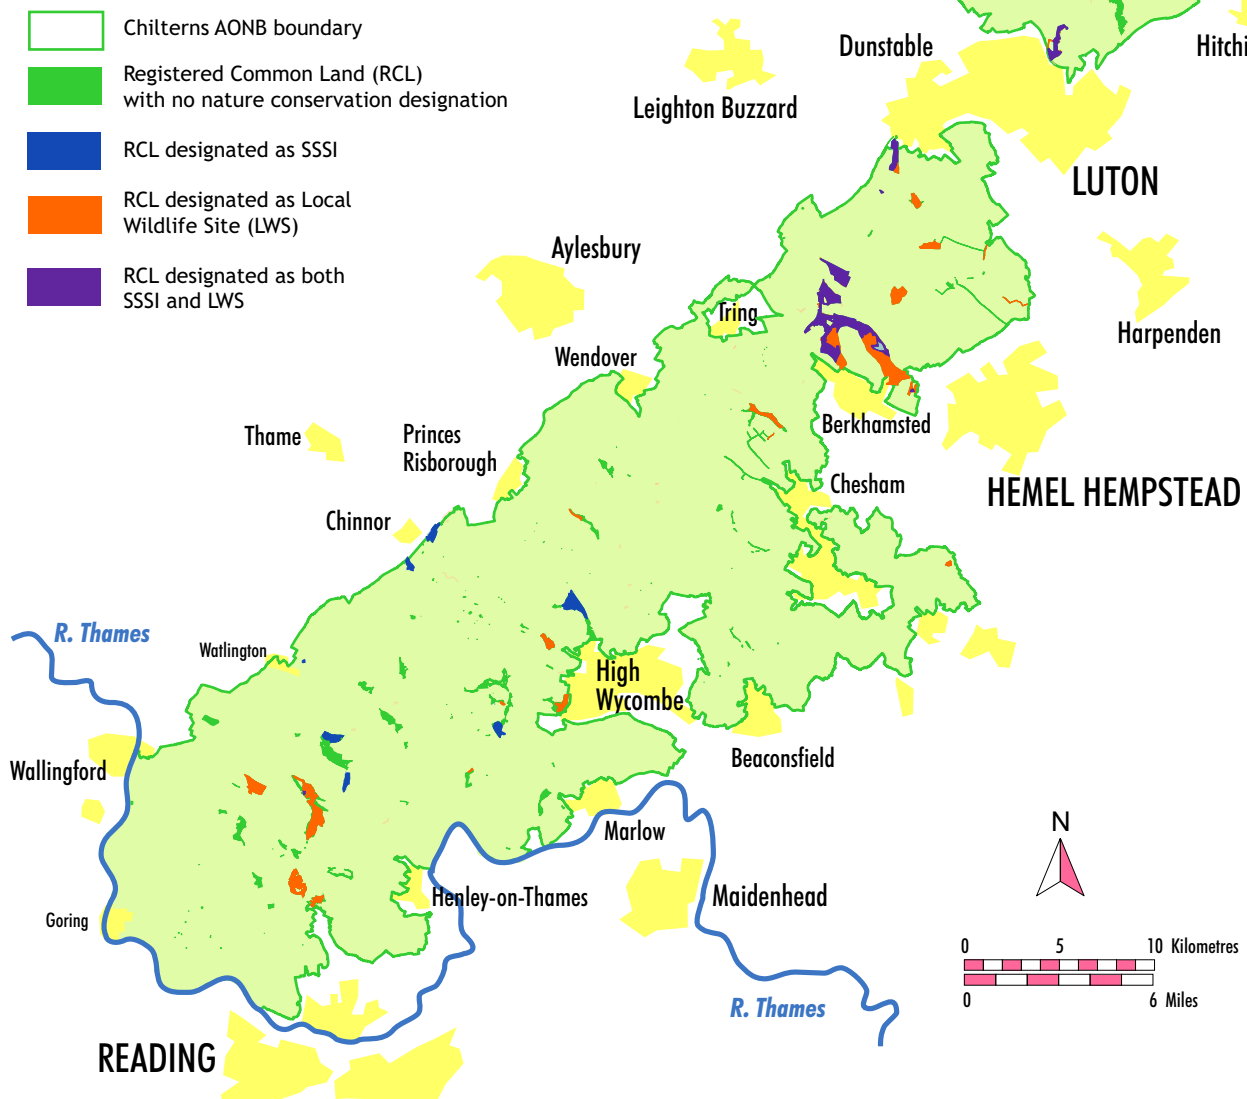 Chilterns AONB boundary
Registered Common Land (RCL)
with no nature conservation designation
RCL designated as SSSI
RCL designated as Local
Wildlife Site (LWS)
RCL designated as both
SSSI and LWS
Dunstable
Hitchi
Leighton Buzzard
LUTON
Aylesbury
Tring
Harpenden
Wendover
Berkhamsted
Thame
Princes
Risborough
Chesham
HEMEL HEMPSTEAD
Chinnor
R. Thames
Watlington
High
Wycombe
Beaconsfield
Wallingford
Marlow
N
Henley-on-Thames
Maidenhead
Goring
0 5 10 Kilometres
0 6 Miles
R. Thames
READING